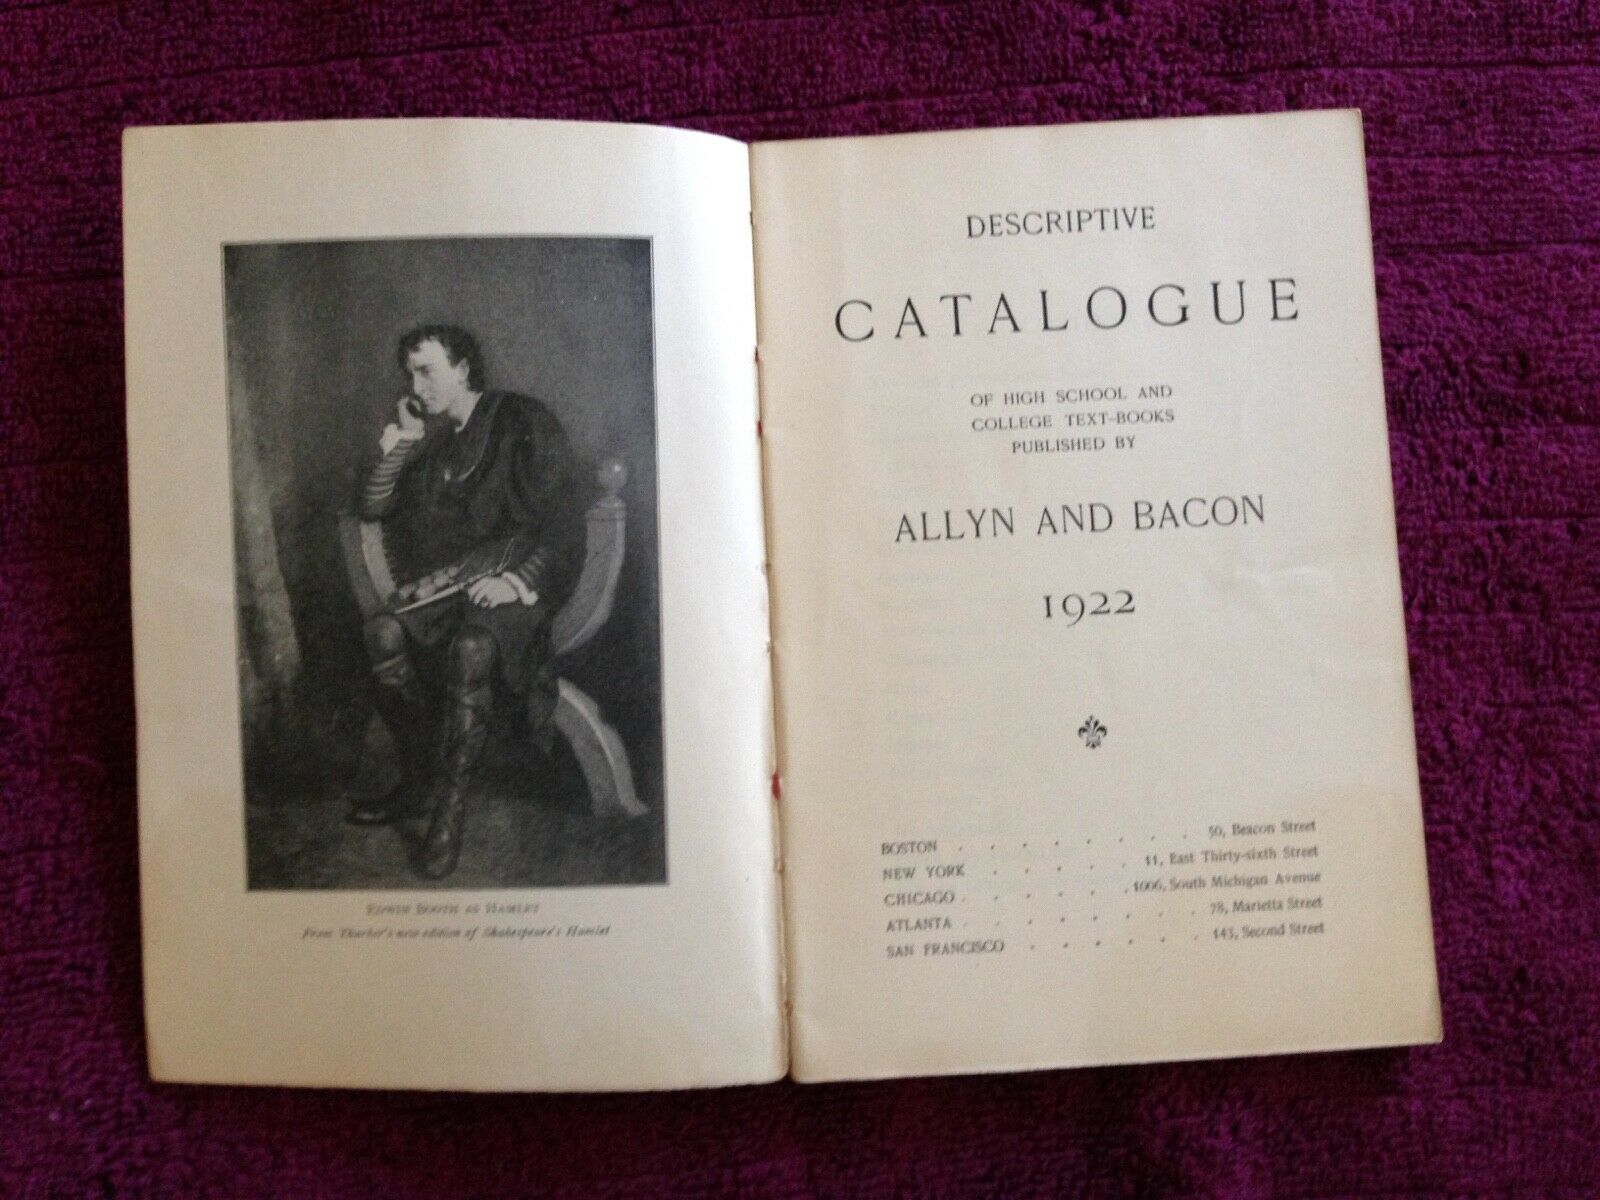 EDWIN BOOTH AS HAMLET
From Thurber's new edition of Shakespeare's Hamlet
DESCRIPTIVE
CATALOGUE
OF HIGH SCHOOL AND
COLLEGE TEXT-BOOKS
PUBLISHED BY
ALLYN AND BACON
1922
BOSTON . . . . . . . . 50, Beacon Street
NEW YORK . . . . . 11, East Thirty-sixth Street
CHICAGO . . . . . . 1006, South Michigan Avenue
ATLANTA . . . . . . . . 78, Marietta Street
SAN FRANCISCO . . . . . . 143, Second Street